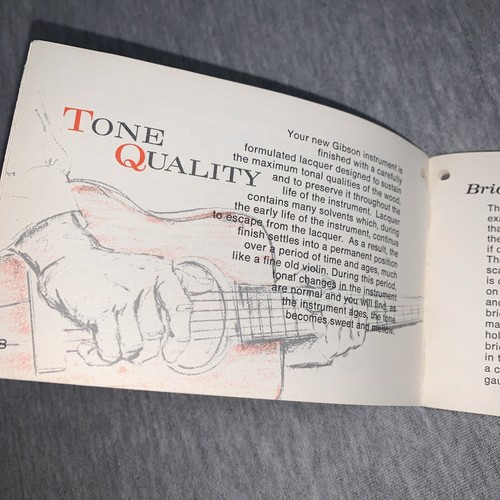 TONE
QUALITY
Your new Gibson instrument is
finished with a carefully
formulated lacquer designed to sustain
the maximum tonal qualities of the wood,
and to preserve it throughout the
life of the instrument. Lacquer
contains many solvents which, during
the early life of the instrument, continue
to escape from the lacquer. As a result, the
finish settles into a permanent position
over a period of time and ages, much
like a fine old violin. During this period,
tonal changes in the instrument
are normal and you will find, as
the instrument ages, the tone
becomes sweet and mellow.
8